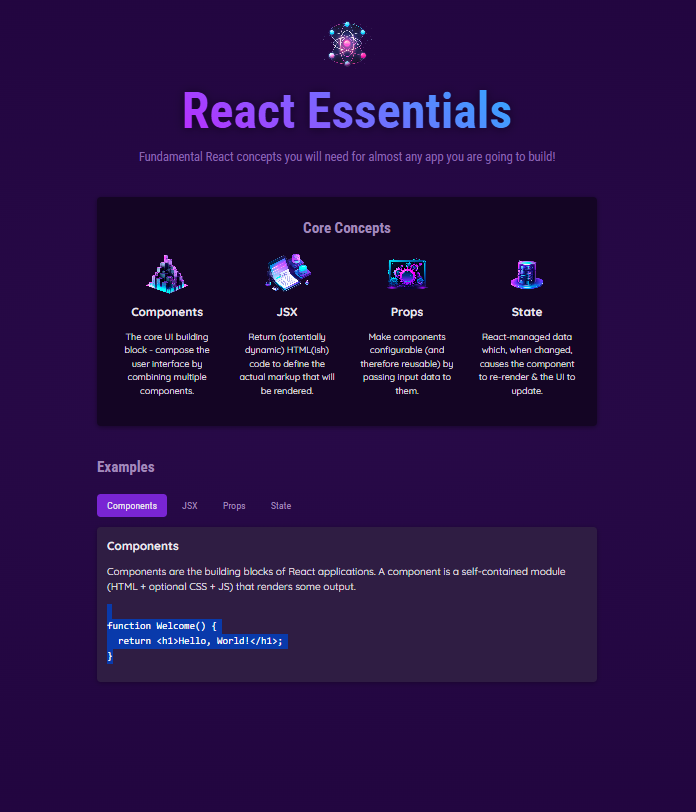 React Essentials
Fundamental React concepts you will need for almost any app you are going to build!
Core Concepts
Components
The core UI building
block - compose the
user interface by
combining multiple
components.
JSX
Return (potentially
dynamic) HTML(ish)
code to define the
actual markup that will
be rendered.
Props
Make components
configurable (and
therefore reusable) by
passing input data to
them.
State
React-managed data
which, when changed,
causes the component
to re-render & the UI to
update.
Examples
Components JSX Props State
Components
Components are the building blocks of React applications. A component is a self-contained module
(HTML + optional CSS + JS) that renders some output.
function Welcome() {
  return <h1>Hello, World!</h1>;
}